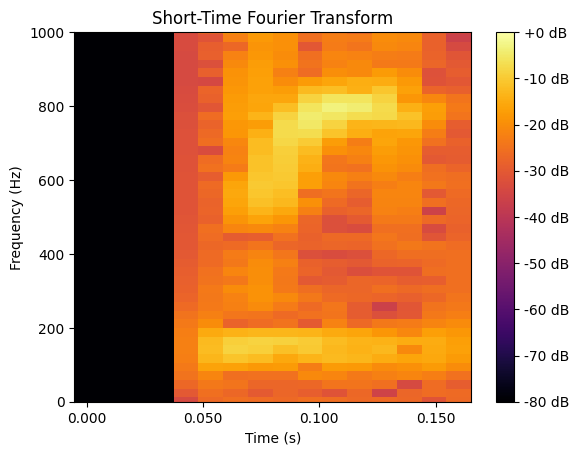 Short-Time Fourier Transform
1000
800
600
400
200
0
Frequency (Hz)
0.000
0.050
0.100
0.150
Time (s)
+0 dB
-10 dB
-20 dB
-30 dB
-40 dB
-50 dB
-60 dB
-70 dB
-80 dB